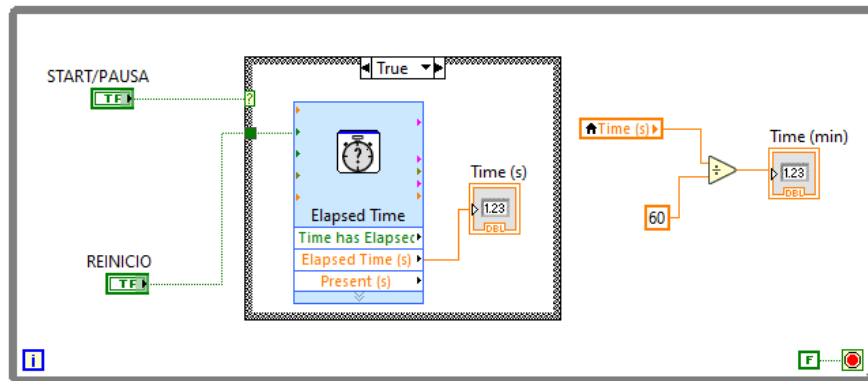 True
START/PAUSA
TF
?
?
Time (s)
Time (min)
Time (s)
1.23
DBL
÷
1.23
DBL
Elapsed Time
60
Time has Elapsed
Elapsed Time (s)
REINICIO
TF
Present (s)
i
F